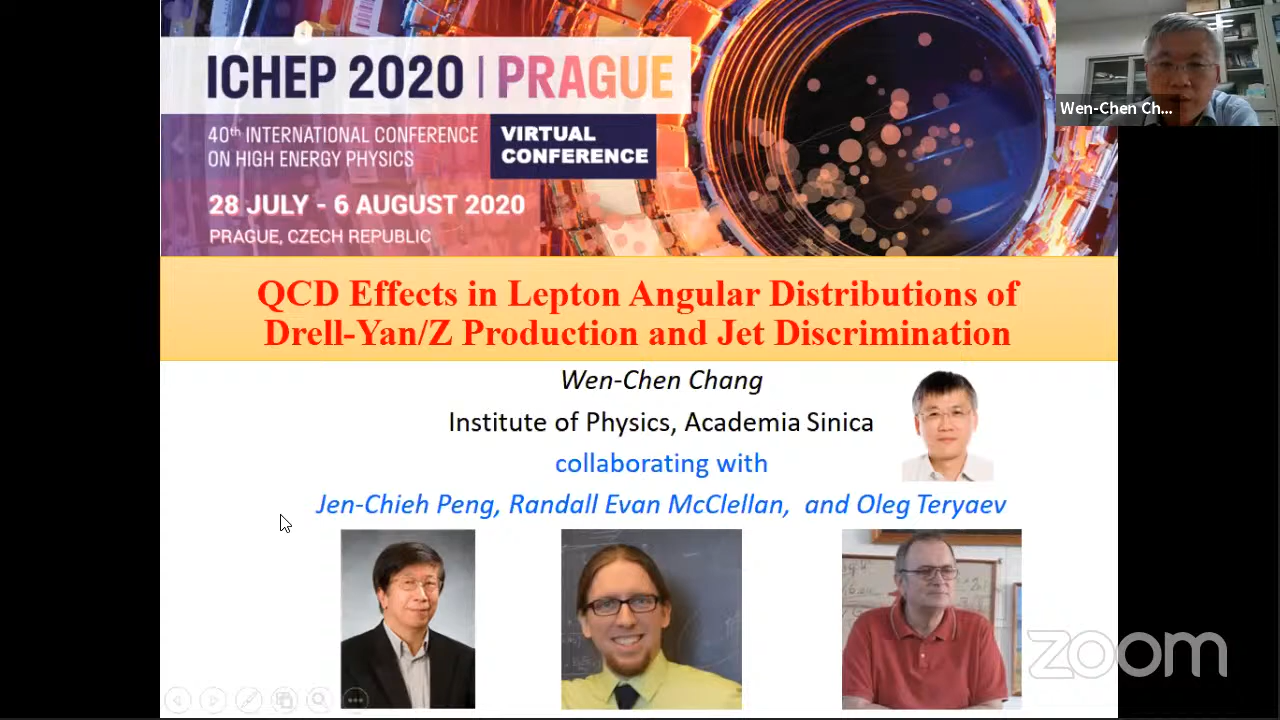 ICHEP 2020 | PRAGUE
40th INTERNATIONAL CONFERENCE
ON HIGH ENERGY PHYSICS
VIRTUAL
CONFERENCE
28 JULY - 6 AUGUST 2020
PRAGUE, CZECH REPUBLIC
Wen-Chen Ch...
QCD Effects in Lepton Angular Distributions of
Drell-Yan/Z Production and Jet Discrimination
Wen-Chen Chang
Institute of Physics, Academia Sinica
collaborating with
Jen-Chieh Peng, Randall Evan McClellan, and Oleg Teryaev
zoom